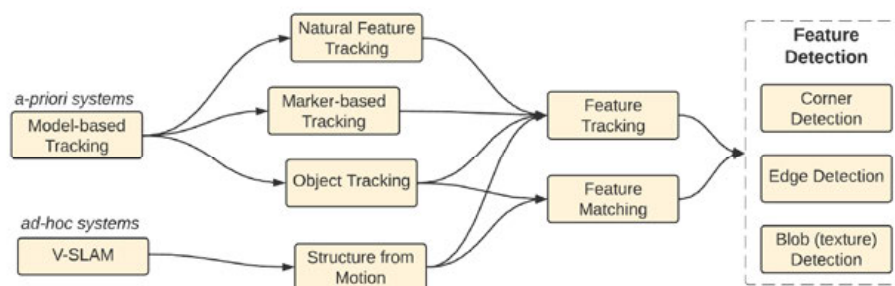 Natural Feature
Tracking
a-priori systems
Model-based
Tracking
Marker-based
Tracking
Object Tracking
ad-hoc systems
V-SLAM
Structure from
Motion
Feature
Tracking
Feature
Matching
Feature
Detection
Corner
Detection
Edge Detection
Blob (texture)
Detection